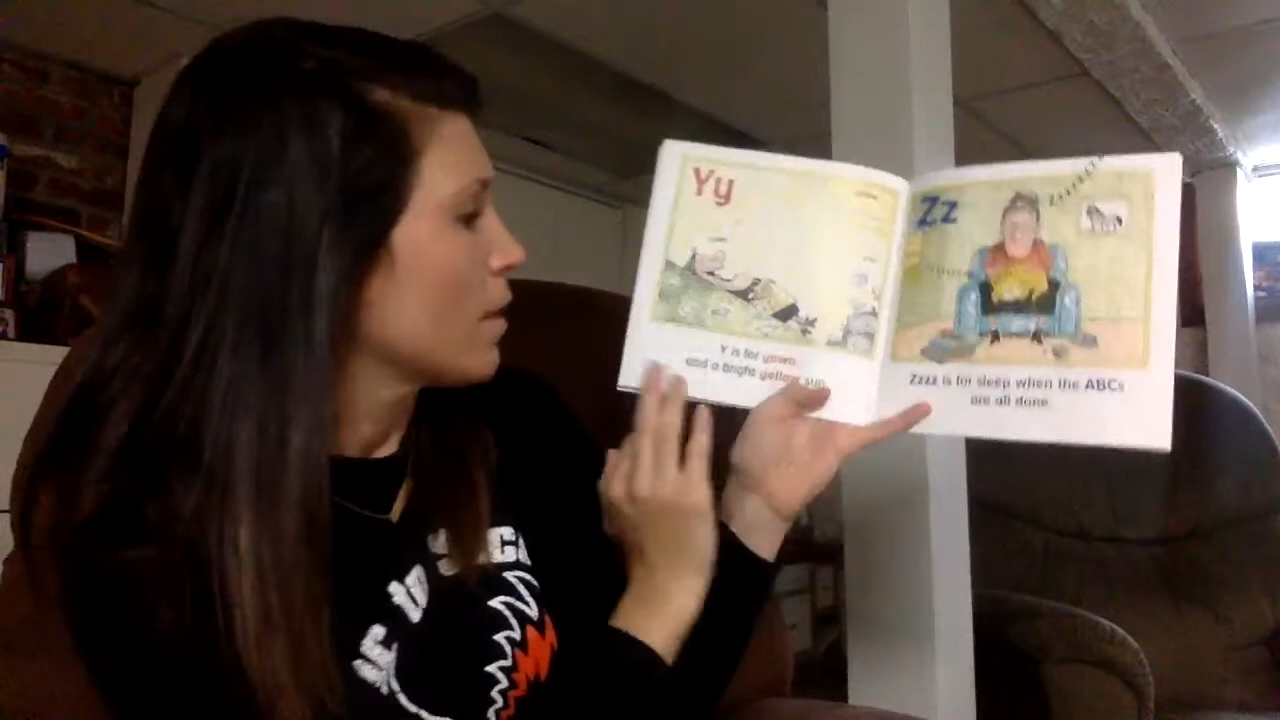 Yy
Y is for yawn
and a bright yellow sun.
Zz
Zzzz is for sleep when the ABCs
are all done.
to